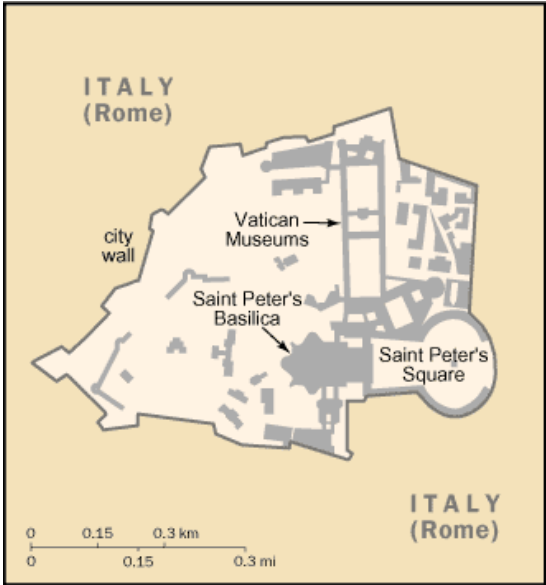 ITALY
(Rome)
Vatican
Museums
city
wall
Saint Peter's
Basilica
Saint Peter's
Square
ITALY
(Rome)
0 0.15 0.3 km
0 0.15 0.3 mi